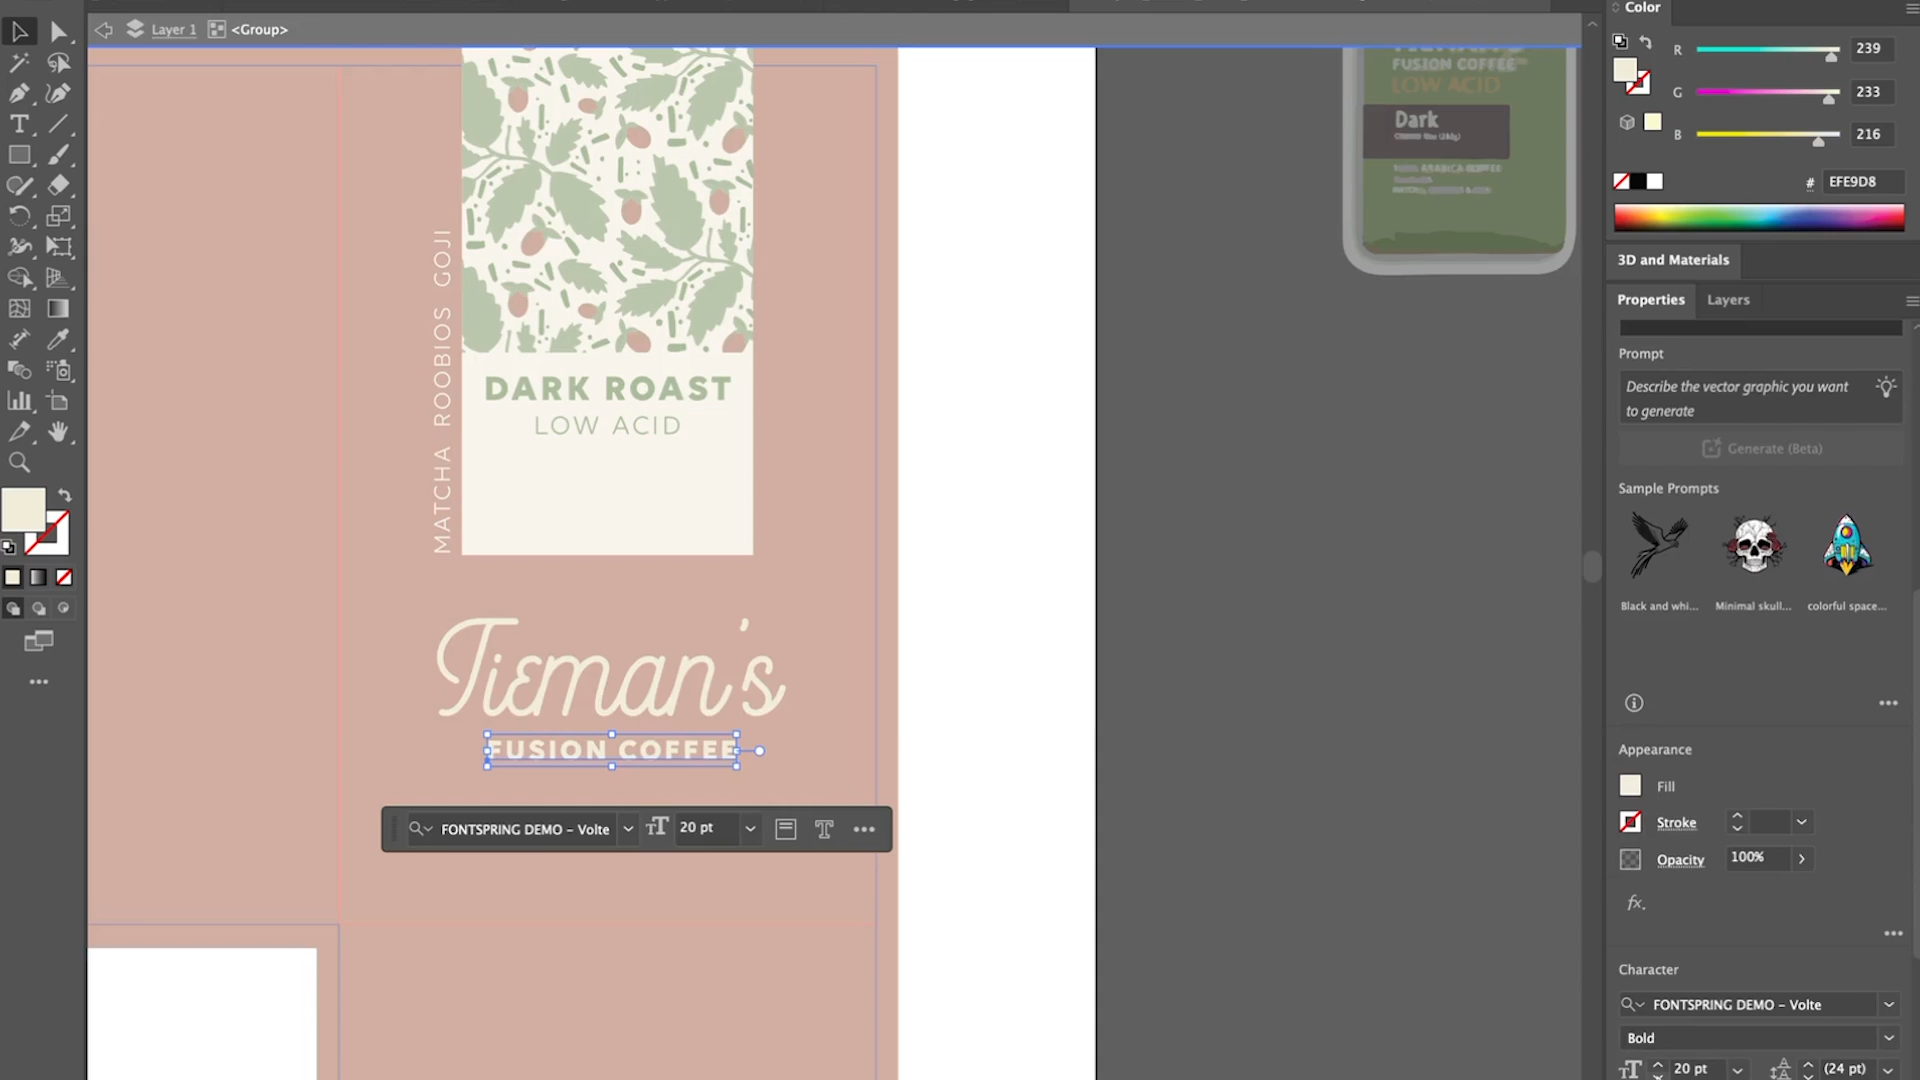 Layer 1
<Group>
FUSION COFFEE
LOW ACID
Dark
MATCHA ROOBIOS GOJI
DARK ROAST
LOW ACID
Tieman's
FUSION COFFEE
FONTSPRING DEMO - Volte
20 pt
Color
R 239
G 233
B 216
# EFE9D8
3D and Materials
Properties Layers
Prompt
Describe the vector graphic you want
to generate
Generate (Beta)
Sample Prompts
Black and whi... Minimal skull... colorful space...
Appearance
Fill
Stroke
Opacity 100%
fx.
Character
FONTSPRING DEMO - Volte
Bold
20 pt (24 pt)